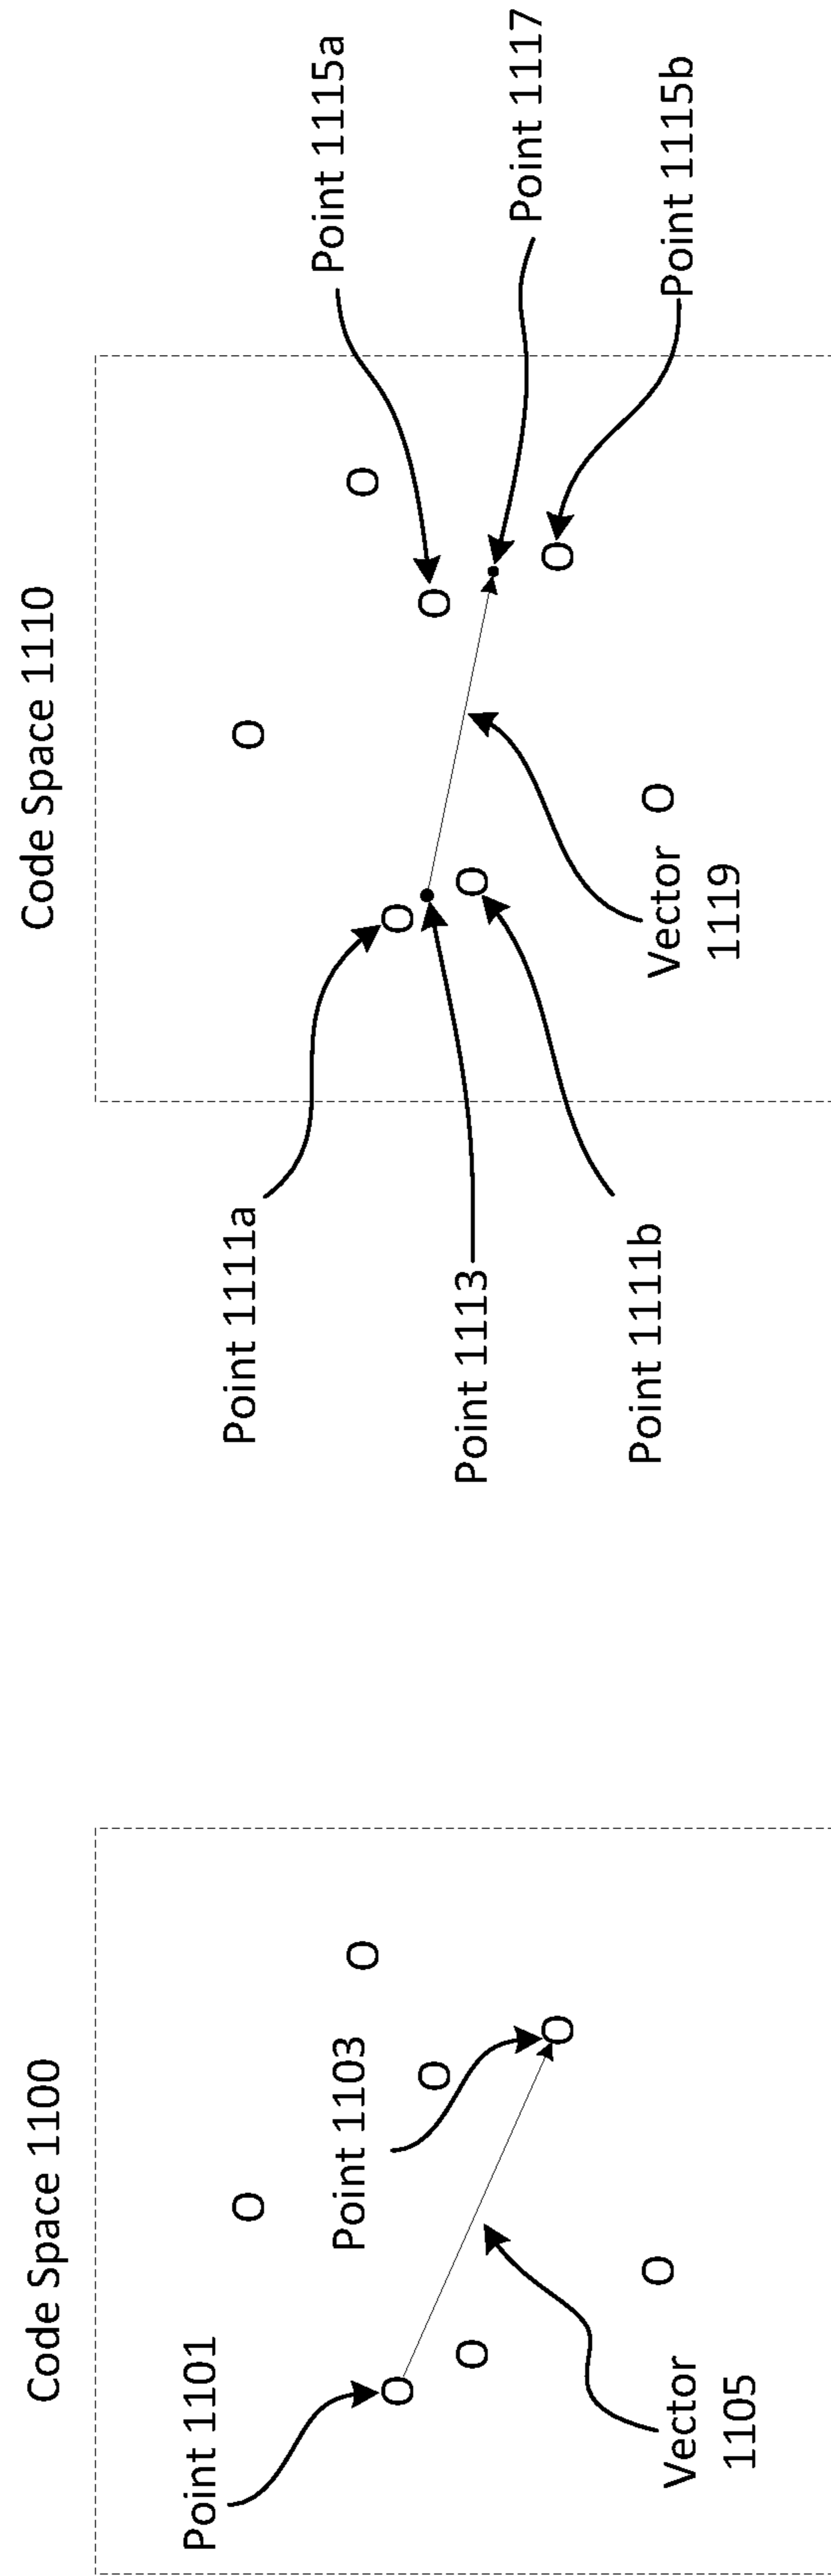 Code Space 1100
Point 1101
Point 1103
Vector
1105
Code Space 1110
Point 1111a
Point 1113
Point 1111b
Vector
1119
Point 1115a
Point 1117
Point 1115b